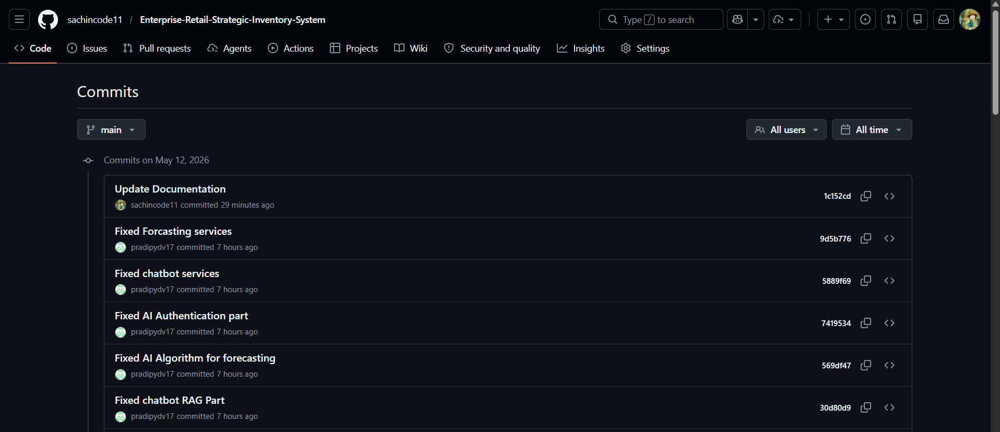 sachincode11 / Enterprise-Retail-Strategic-Inventory-System
Type / to search
Code Issues Pull requests Agents Actions Projects Wiki Security and quality Insights Settings
Commits
main All users All time
Commits on May 12, 2026
Update Documentation
sachincode11 committed 29 minutes ago
1c152cd
Fixed Forcasting services
pradipydv17 committed 7 hours ago
9d5b776
Fixed chatbot services
pradipydv17 committed 7 hours ago
5889f69
Fixed AI Authentication part
pradipydv17 committed 7 hours ago
7419534
Fixed AI Algorithm for forecasting
pradipydv17 committed 7 hours ago
569df47
Fixed chatbot RAG Part
pradipydv17 committed 7 hours ago
30d80d9